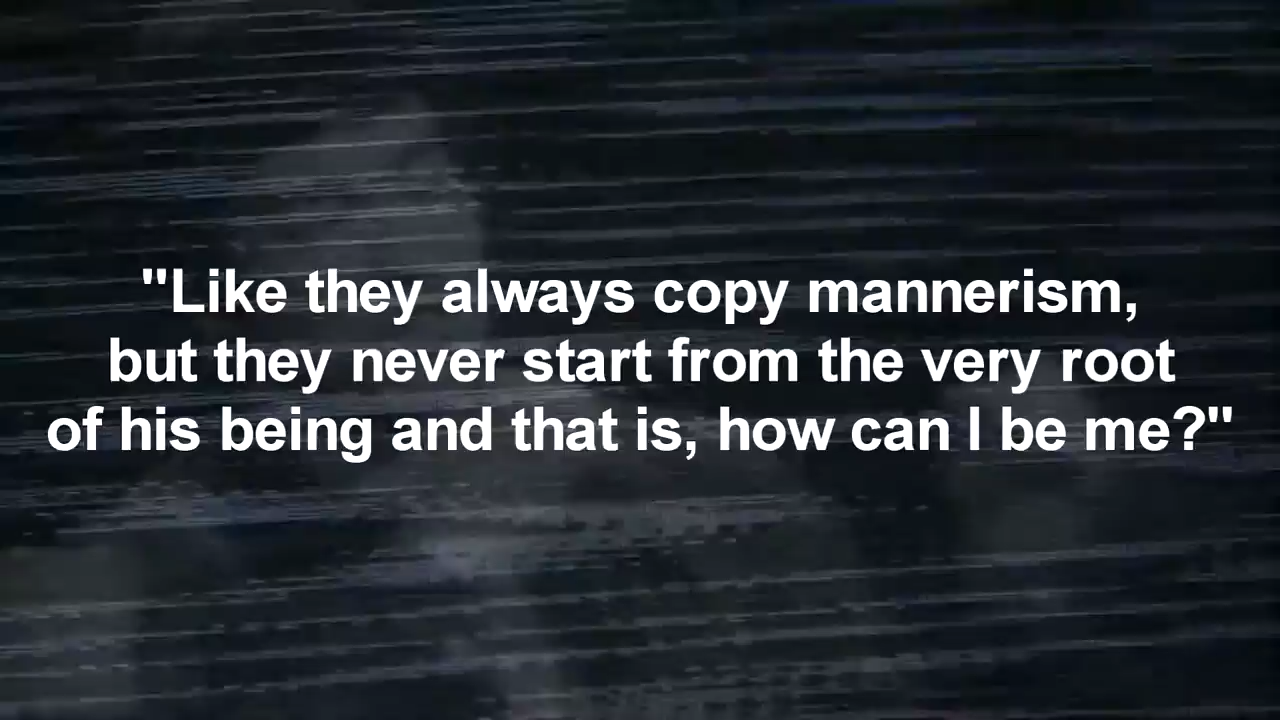 "Like they always copy mannerism,
but they never start from the very root
of his being and that is, how can I be me?"